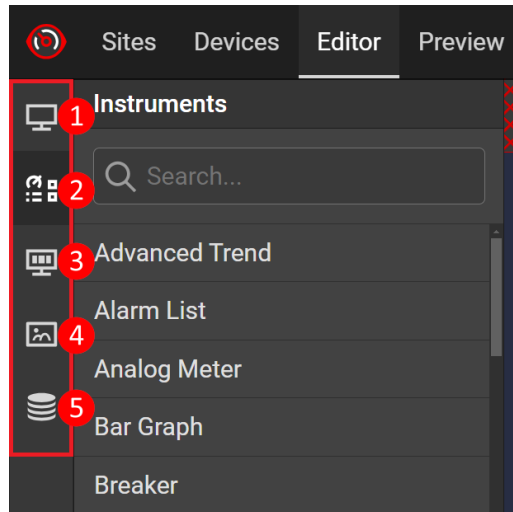 Sites Devices Editor Preview
1 Instruments
2 Search...
3 Advanced Trend
Alarm List
4
Analog Meter
5
Bar Graph
Breaker